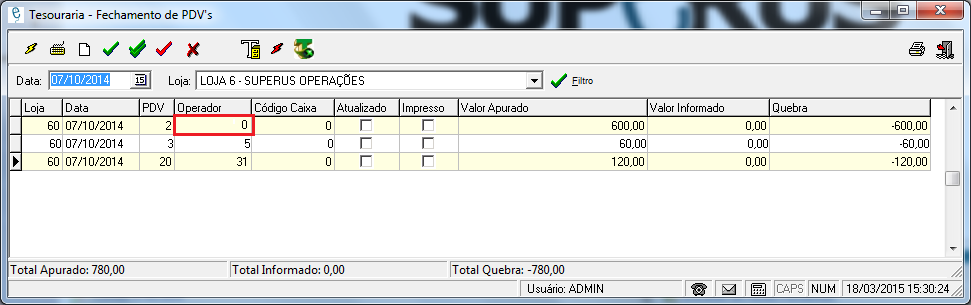 Tesouraria - Fechamento de PDV's
SUPERUS
Data: 07/10/2014 15 Loja: LOJA 6 - SUPERUS OPERAÇÕES Filtro
Loja Data PDV Operador Código Caixa Atualizado Impresso Valor Apurado Valor Informado Quebra
60 07/10/2014 2 0 0 600,00 0,00 -600,00
60 07/10/2014 3 5 0 60,00 0,00 -60,00
60 07/10/2014 20 31 0 120,00 0,00 -120,00
Total Apurado: 780,00 Total Informado: 0,00 Total Quebra: -780,00
Usuário: ADMIN CAPS NUM 18/03/2015 15:30:24